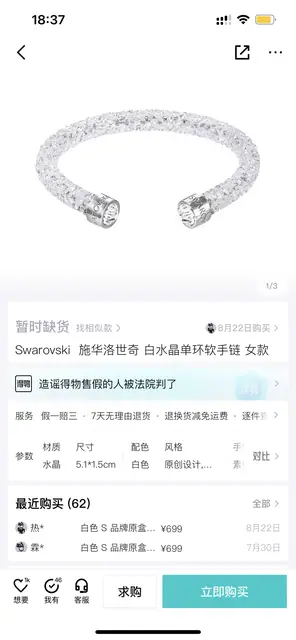 18:37
1/3
暂时缺货 找相似款 > 8月22日购买 >
Swarovski 施华洛世奇 白水晶单环软手链 女款
得物 造谣得物售假的人被法院判了 >
服务 假一赔三 · 7天无理由退货 · 退换货减免运费 · 逐件
参数 材质 尺寸 配色 风格 手
水晶 5.1*1.5cm 白色 原创设计,... 素
对比 >
最近购买 (62) 全部 >
热* 白色 S 品牌原盒... ¥699 8月22日
霖* 白色 S 品牌原盒... ¥699 7月30日
1k 46
想要 我有 客服 求购 立即购买